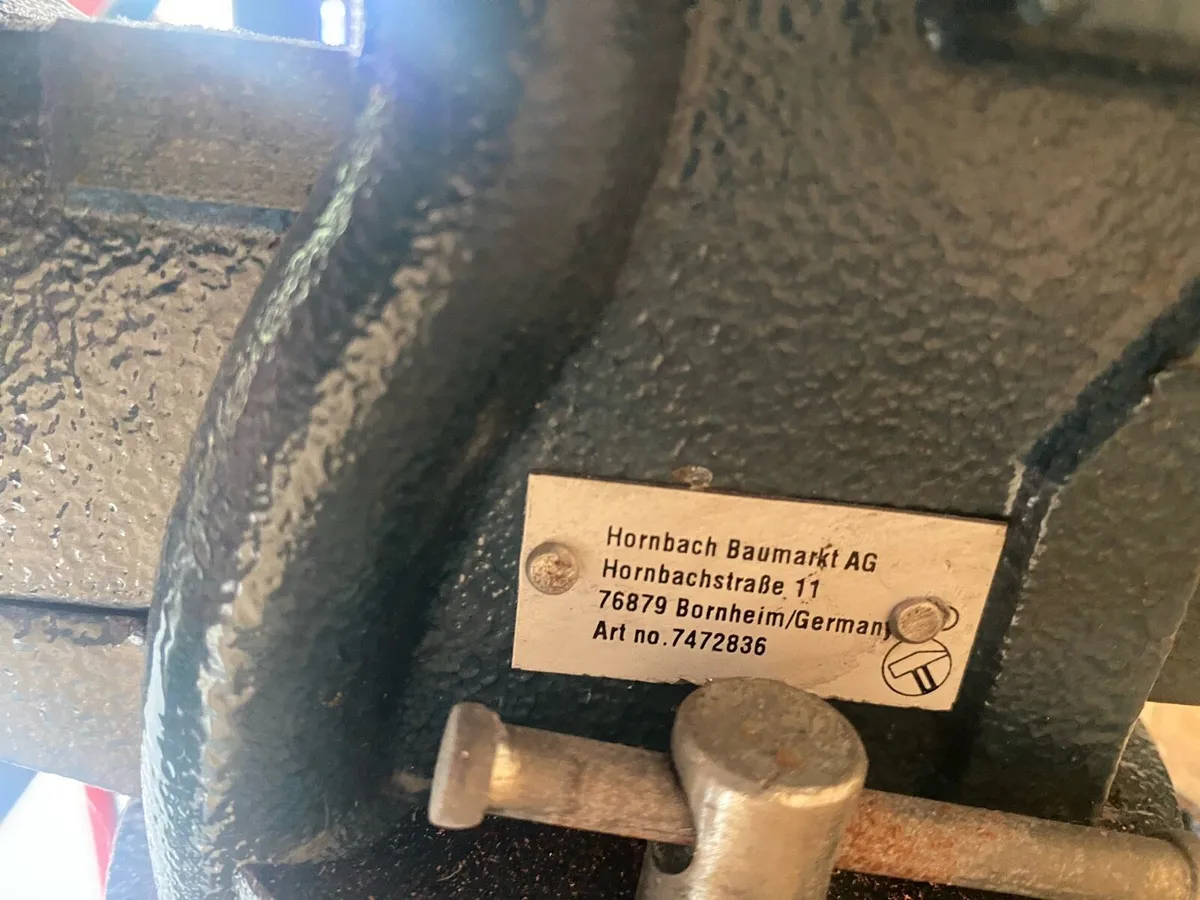 Hornbach Baumarkt AG
Hornbachstraße 11
76879 Bornheim/Germany
Art no.7472836